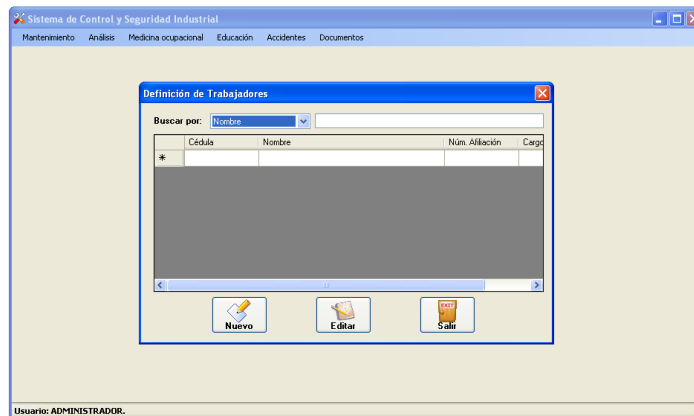 Sistema de Control y Seguridad Industrial
Mantenimiento Análisis Medicina ocupacional Educación Accidentes Documentos
Definición de Trabajadores
Buscar por: Nombre
Cédula Nombre Núm. Afiliación Cargo
Nuevo Editar Salir
Usuario: ADMINISTRADOR.